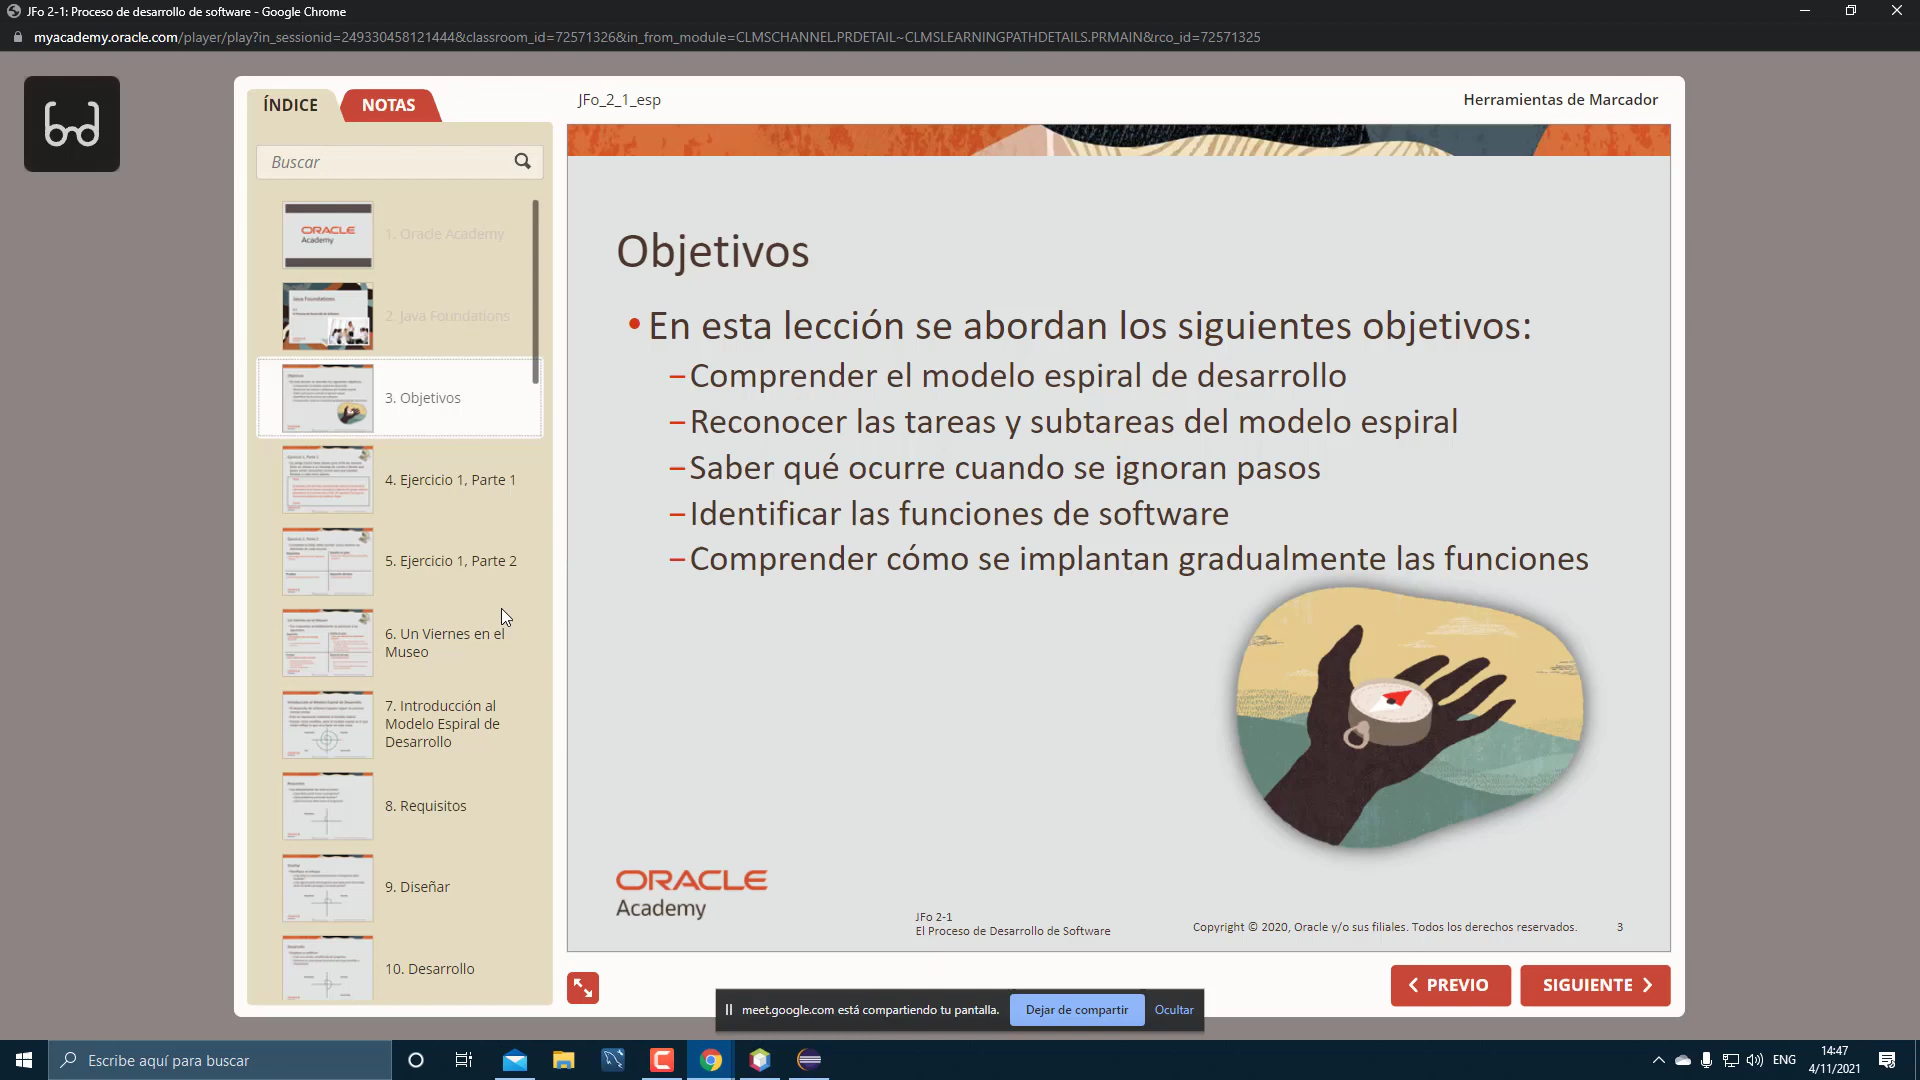 JFo 2-1: Proceso de desarrollo de software - Google Chrome
myacademy.oracle.com/player/play?in_sessionid=249330458121444&classroom_id=72571326&in_from_module=CLMSCHANNEL.PRDETAIL~CLMSLEARNINGPATHDETAILS.PRMAIN&rco_id=72571325
ÍNDICE
NOTAS
JFo_2_1_esp
Herramientas de Marcador
Buscar
ORACLE
Academy
1. Oracle Academy
Java Foundations
2. Java Foundations
3. Objetivos
4. Ejercicio 1, Parte 1
5. Ejercicio 1, Parte 2
6. Un Viernes en el
Museo
7. Introducción al
Modelo Espiral de
Desarrollo
8. Requisitos
9. Diseñar
10. Desarrollo
Objetivos
• En esta lección se abordan los siguientes objetivos:
–Comprender el modelo espiral de desarrollo
–Reconocer las tareas y subtareas del modelo espiral
–Saber qué ocurre cuando se ignoran pasos
–Identificar las funciones de software
–Comprender cómo se implantan gradualmente las funciones
ORACLE
Academy
JFo 2-1
El Proceso de Desarrollo de Software
Copyright © 2020, Oracle y/o sus filiales. Todos los derechos reservados.
3
PREVIO
SIGUIENTE
meet.google.com está compartiendo tu pantalla.
Dejar de compartir
Ocultar
Escribe aquí para buscar
ENG
14:47
4/11/2021